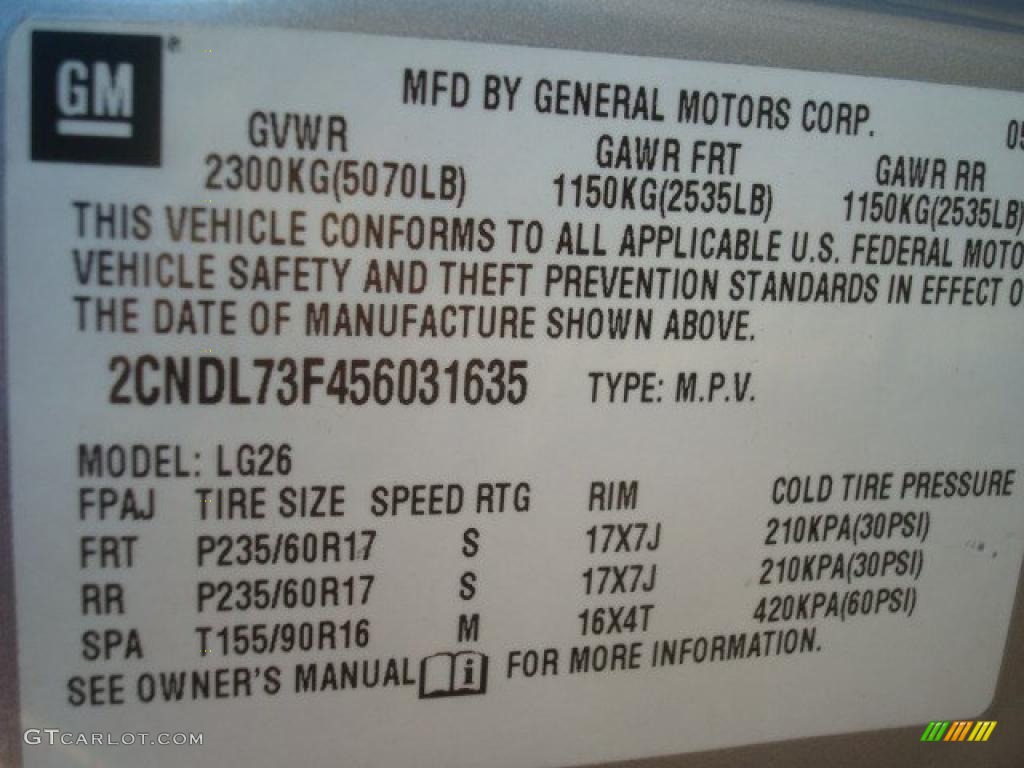 GM
MFD BY GENERAL MOTORS CORP.
05
GVWR GAWR FRT GAWR RR
2300KG(5070LB) 1150KG(2535LB) 1150KG(2535LB)
THIS VEHICLE CONFORMS TO ALL APPLICABLE U.S. FEDERAL MOTO
VEHICLE SAFETY AND THEFT PREVENTION STANDARDS IN EFFECT O
THE DATE OF MANUFACTURE SHOWN ABOVE.
2CNDL73F456031635 TYPE: M.P.V.
MODEL: LG26
FPAJ TIRE SIZE SPEED RTG RIM COLD TIRE PRESSURE
FRT P235/60R17 S 17X7J 210KPA(30PSI)
RR P235/60R17 S 17X7J 210KPA(30PSI)
SPA T155/90R16 M 16X4T 420KPA(60PSI)
SEE OWNER'S MANUAL i FOR MORE INFORMATION.
GTCARLOT.COM